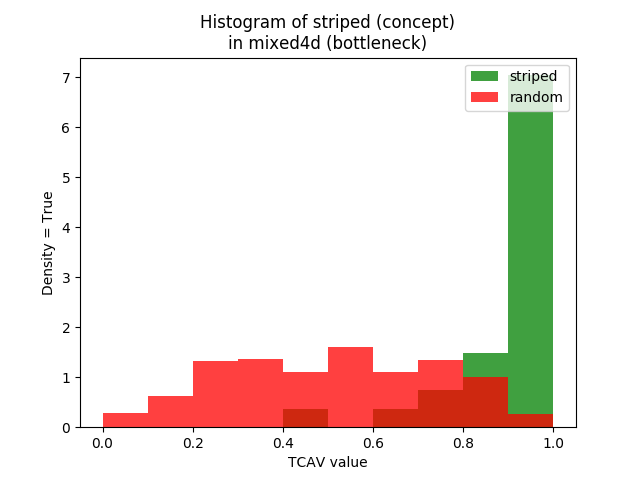 Histogram of striped (concept)
in mixed4d (bottleneck)
striped
random
7
6
5
4
3
2
1
0
Density = True
0.0 0.2 0.4 0.6 0.8 1.0
TCAV value